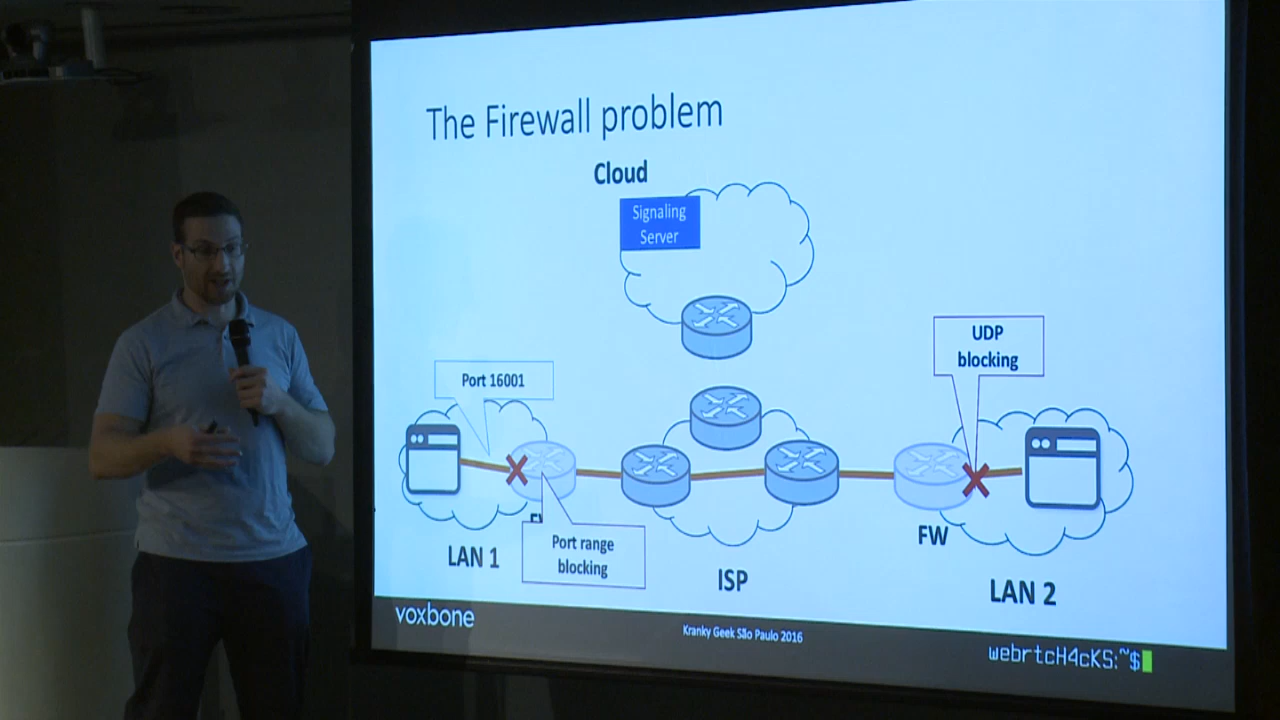 The Firewall problem
Cloud
Signaling
Server
UDP
blocking
Port 16001
FW
Port range
blocking
LAN 1
ISP
LAN 2
voxbone
Kranky Geek São Paulo 2016
webrtcH4cKS:~$